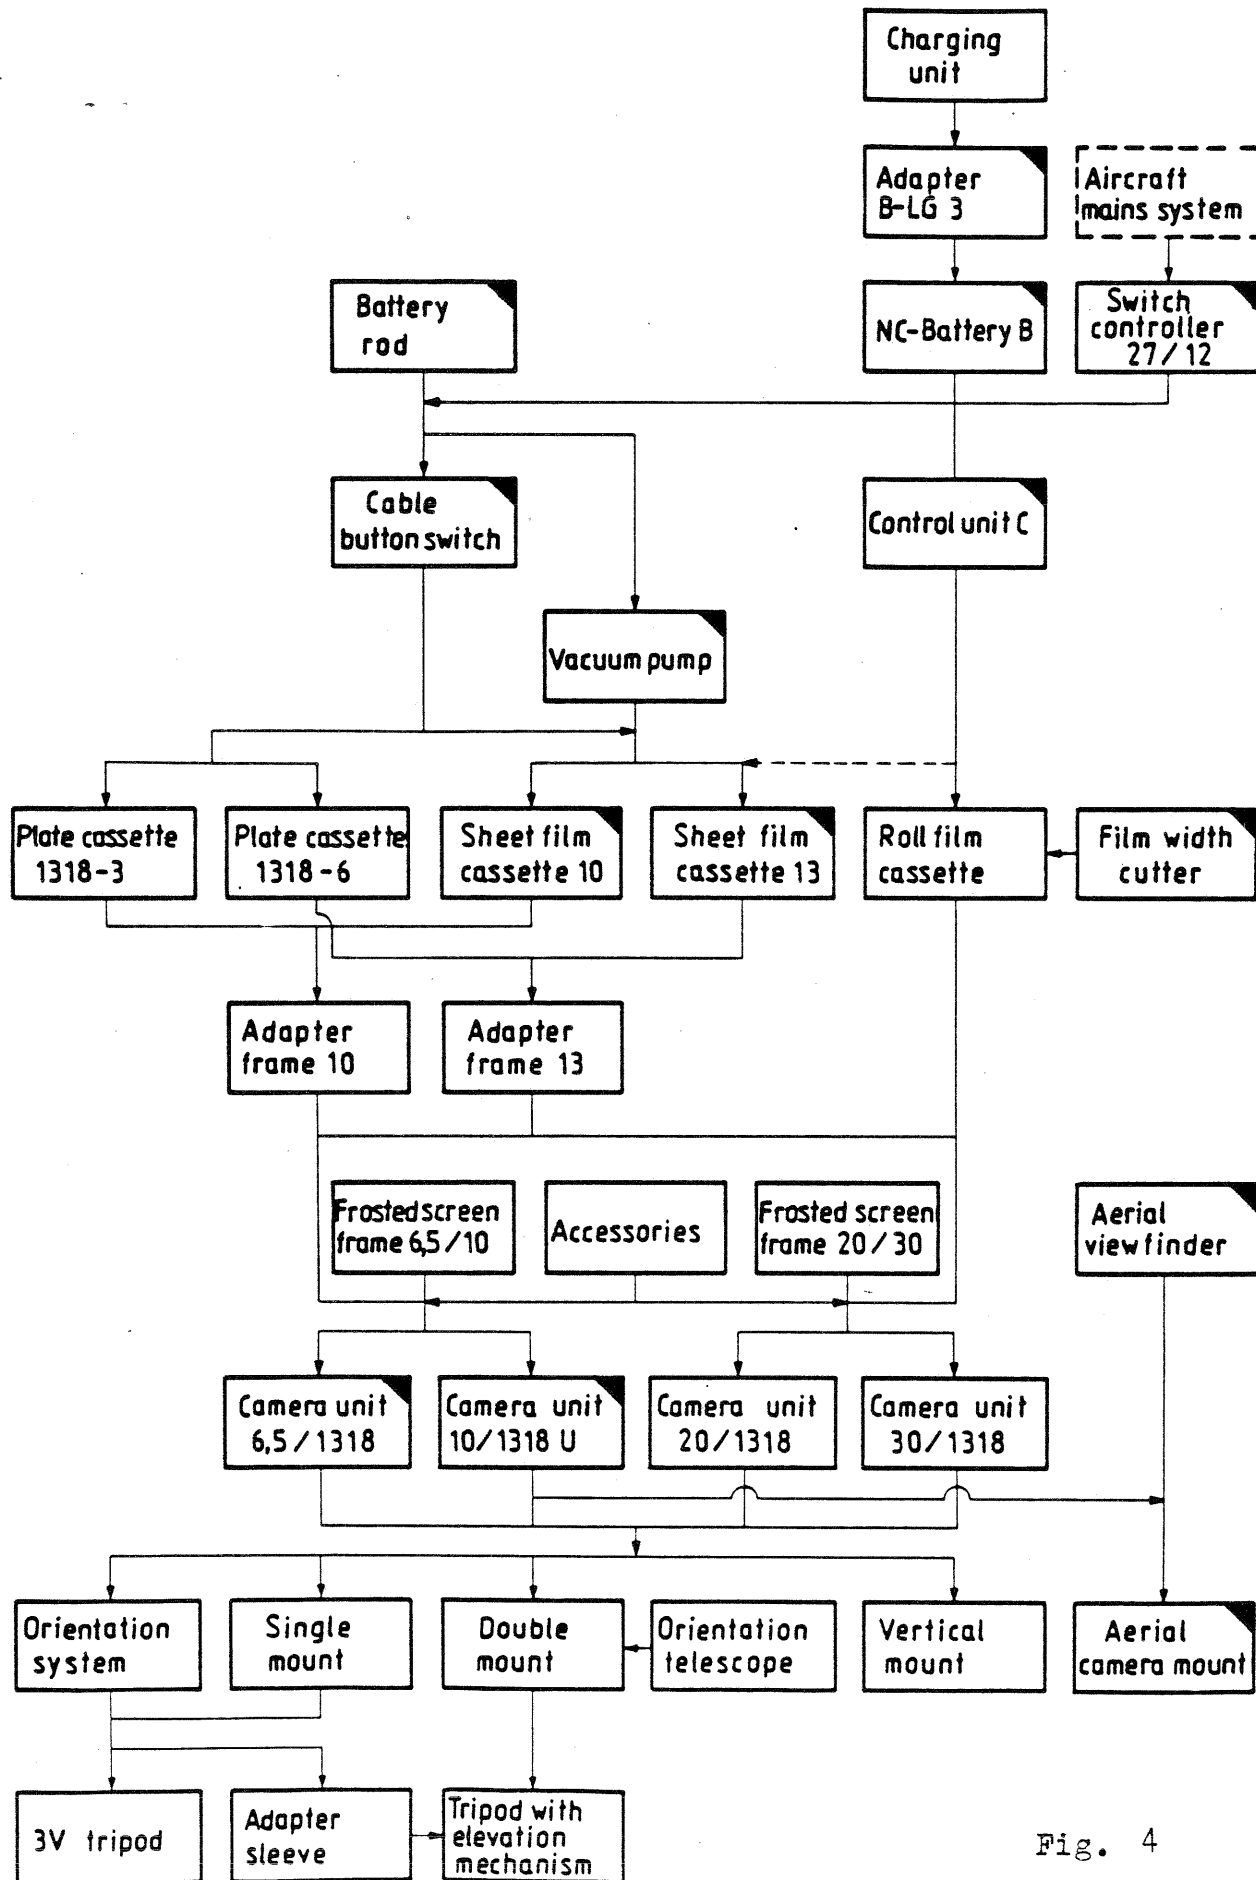 Charging
unit
Adapter
B-LG 3
Aircraft
mains system
Battery
rod
NC-Battery B
Switch
controller
27/12
Cable
button switch
Control unit C
Vacuum pump
Plate cassette
1318-3
Plate cassette
1318-6
Sheet film
cassette 10
Sheet film
cassette 13
Roll film
cassette
Film width
cutter
Adapter
frame 10
Adapter
frame 13
Frosted screen
frame 6,5/10
Accessories
Frosted screen
frame 20/30
Aerial
viewfinder
Camera unit
6,5/1318
Camera unit
10/1318 U
Camera unit
20/1318
Camera unit
30/1318
Orientation
system
Single
mount
Double
mount
Orientation
telescope
Vertical
mount
Aerial
camera mount
3V tripod
Adapter
sleeve
Tripod with
elevation
mechanism
Fig. 4